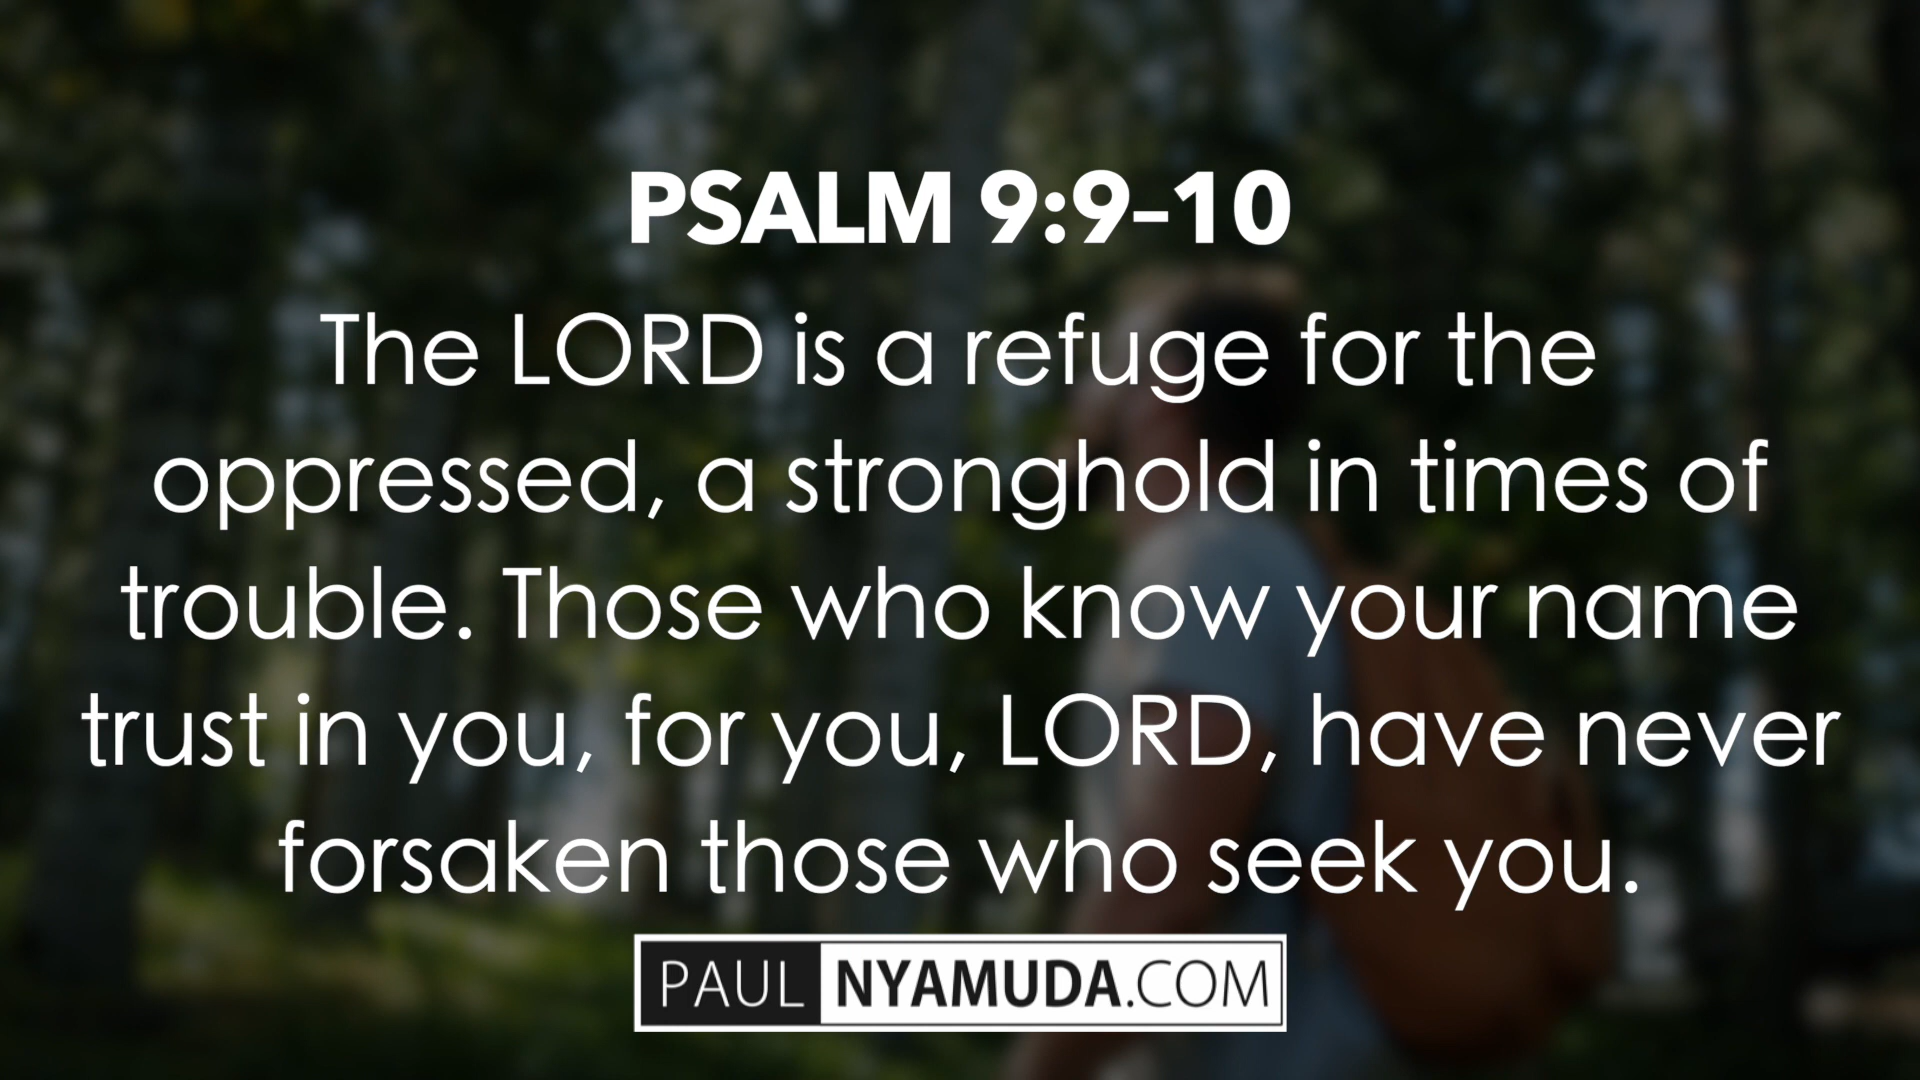 PSALM 9:9–10
The LORD is a refuge for the
oppressed, a stronghold in times of
trouble. Those who know your name
trust in you, for you, LORD, have never
forsaken those who seek you.
PAUL NYAMUDA.COM